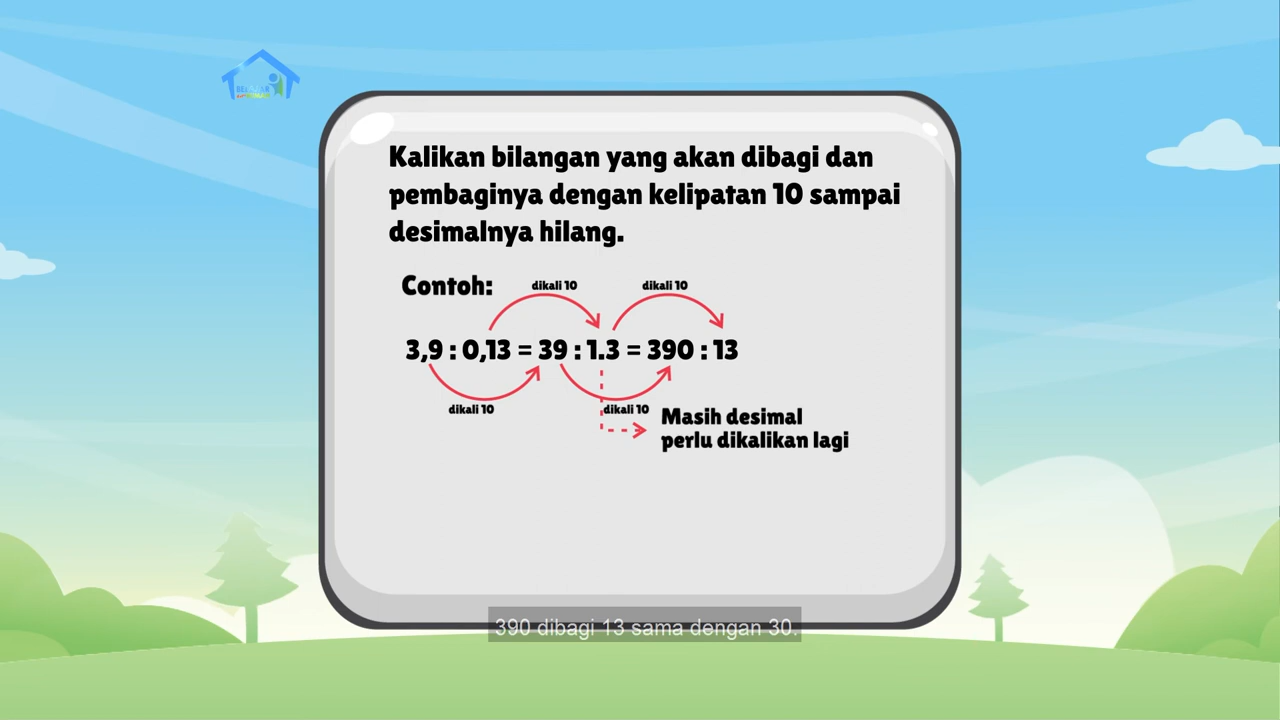 Kalikan bilangan yang akan dibagi dan
pembaginya dengan kelipatan 10 sampai
desimalnya hilang.
Contoh:
dikali 10
dikali 10
3,9 : 0,13 = 39 : 1.3 = 390 : 13
dikali 10
dikali 10
Masih desimal
perlu dikalikan lagi
390 dibagi 13 sama dengan 30.